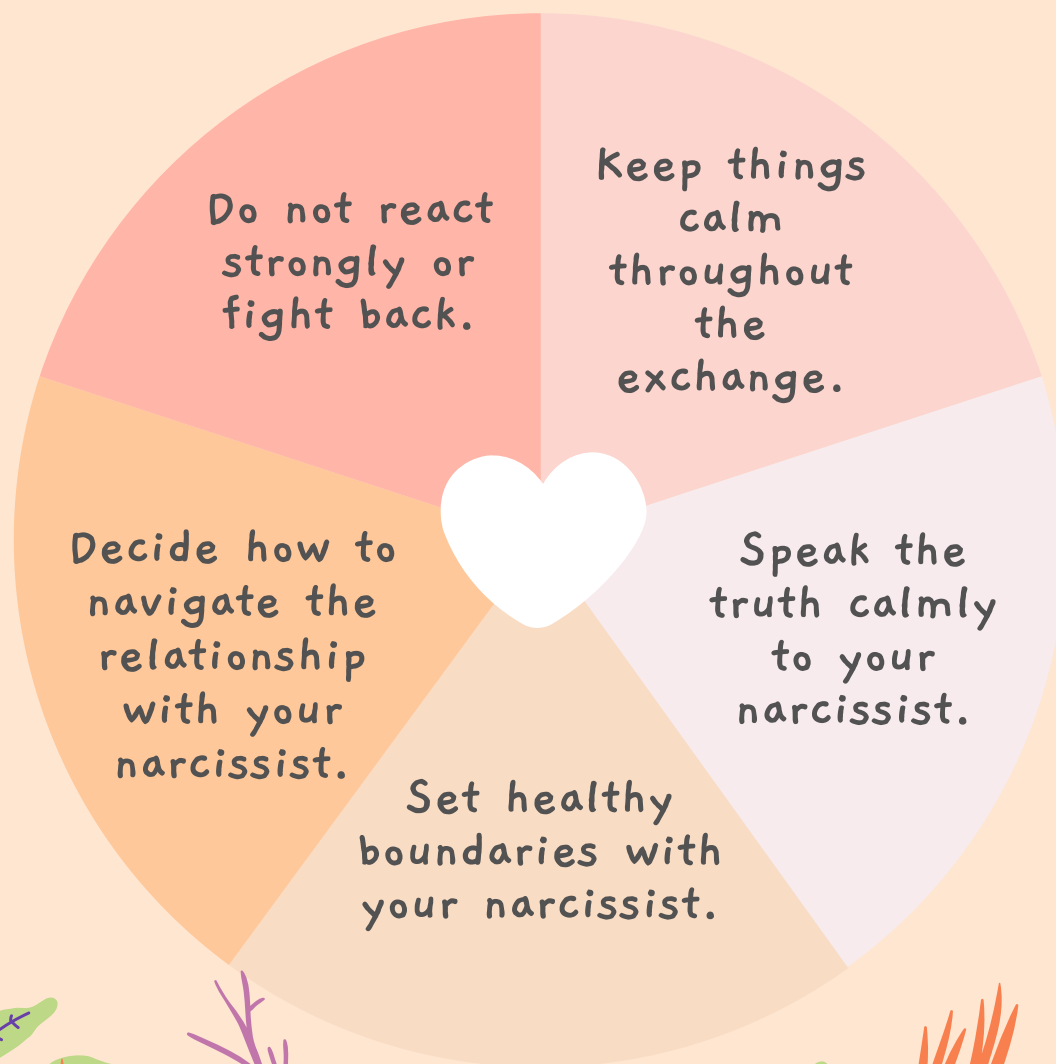 Do not react
strongly or
fight back.
Keep things
calm
throughout
the
exchange.
Decide how to
navigate the
relationship
with your
narcissist.
Speak the
truth calmly
to your
narcissist.
Set healthy
boundaries with
your narcissist.